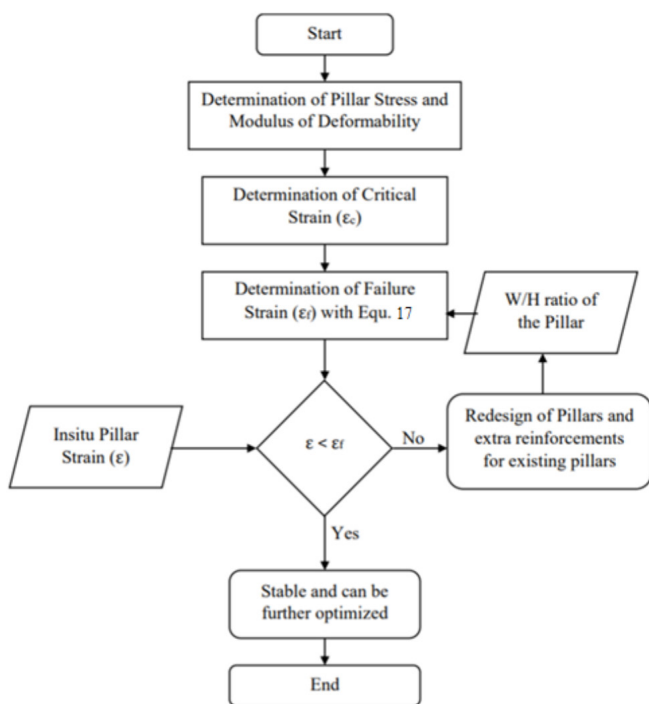 Start
Determination of Pillar Stress and
Modulus of Deformability
Determination of Critical
Strain (εc)
Determination of Failure
Strain (εf) with Equ. 17
W/H ratio of
the Pillar
Insitu Pillar
Strain (ε)
ε < εf
No
Redesign of Pillars and
extra reinforcements
for existing pillars
Yes
Stable and can be
further optimized
End